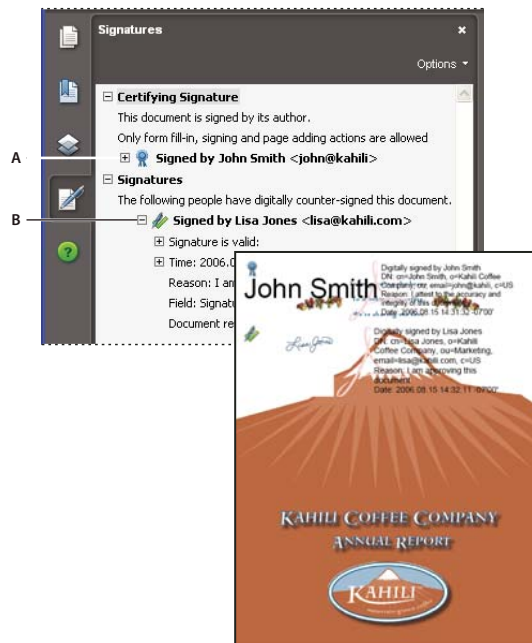 Signatures
Options
Certifying Signature
This document is signed by its author.
Only form fill-in, signing and page adding actions are allowed
A
Signed by John Smith <john@kahili>
Signatures
The following people have digitally counter-signed this document.
B
Signed by Lisa Jones <lisa@kahili.com>
Signature is valid:
Time: 2006.0
Reason: I am
Field: Signatu
Document re
John Smith
Digitally signed by John Smith
DN: cn=John Smith, o=Kahili Coffee
Company, ou, email=john@kahili, c=US
Reason: I attest to the accuracy and
integrity of this document
Date: 2006.08.15 14:31:32 -07'00'
Lisa Jones
Digitally signed by Lisa Jones
DN: cn=Lisa Jones, o=Kahili
Coffee Company, ou=Marketing,
email=lisa@kahili.com, c=US
Reason: I am approving this
document
Date: 2006.08.15 14:32:11 -07'00'
KAHILI COFFEE COMPANY
ANNUAL REPORT
KAHILI